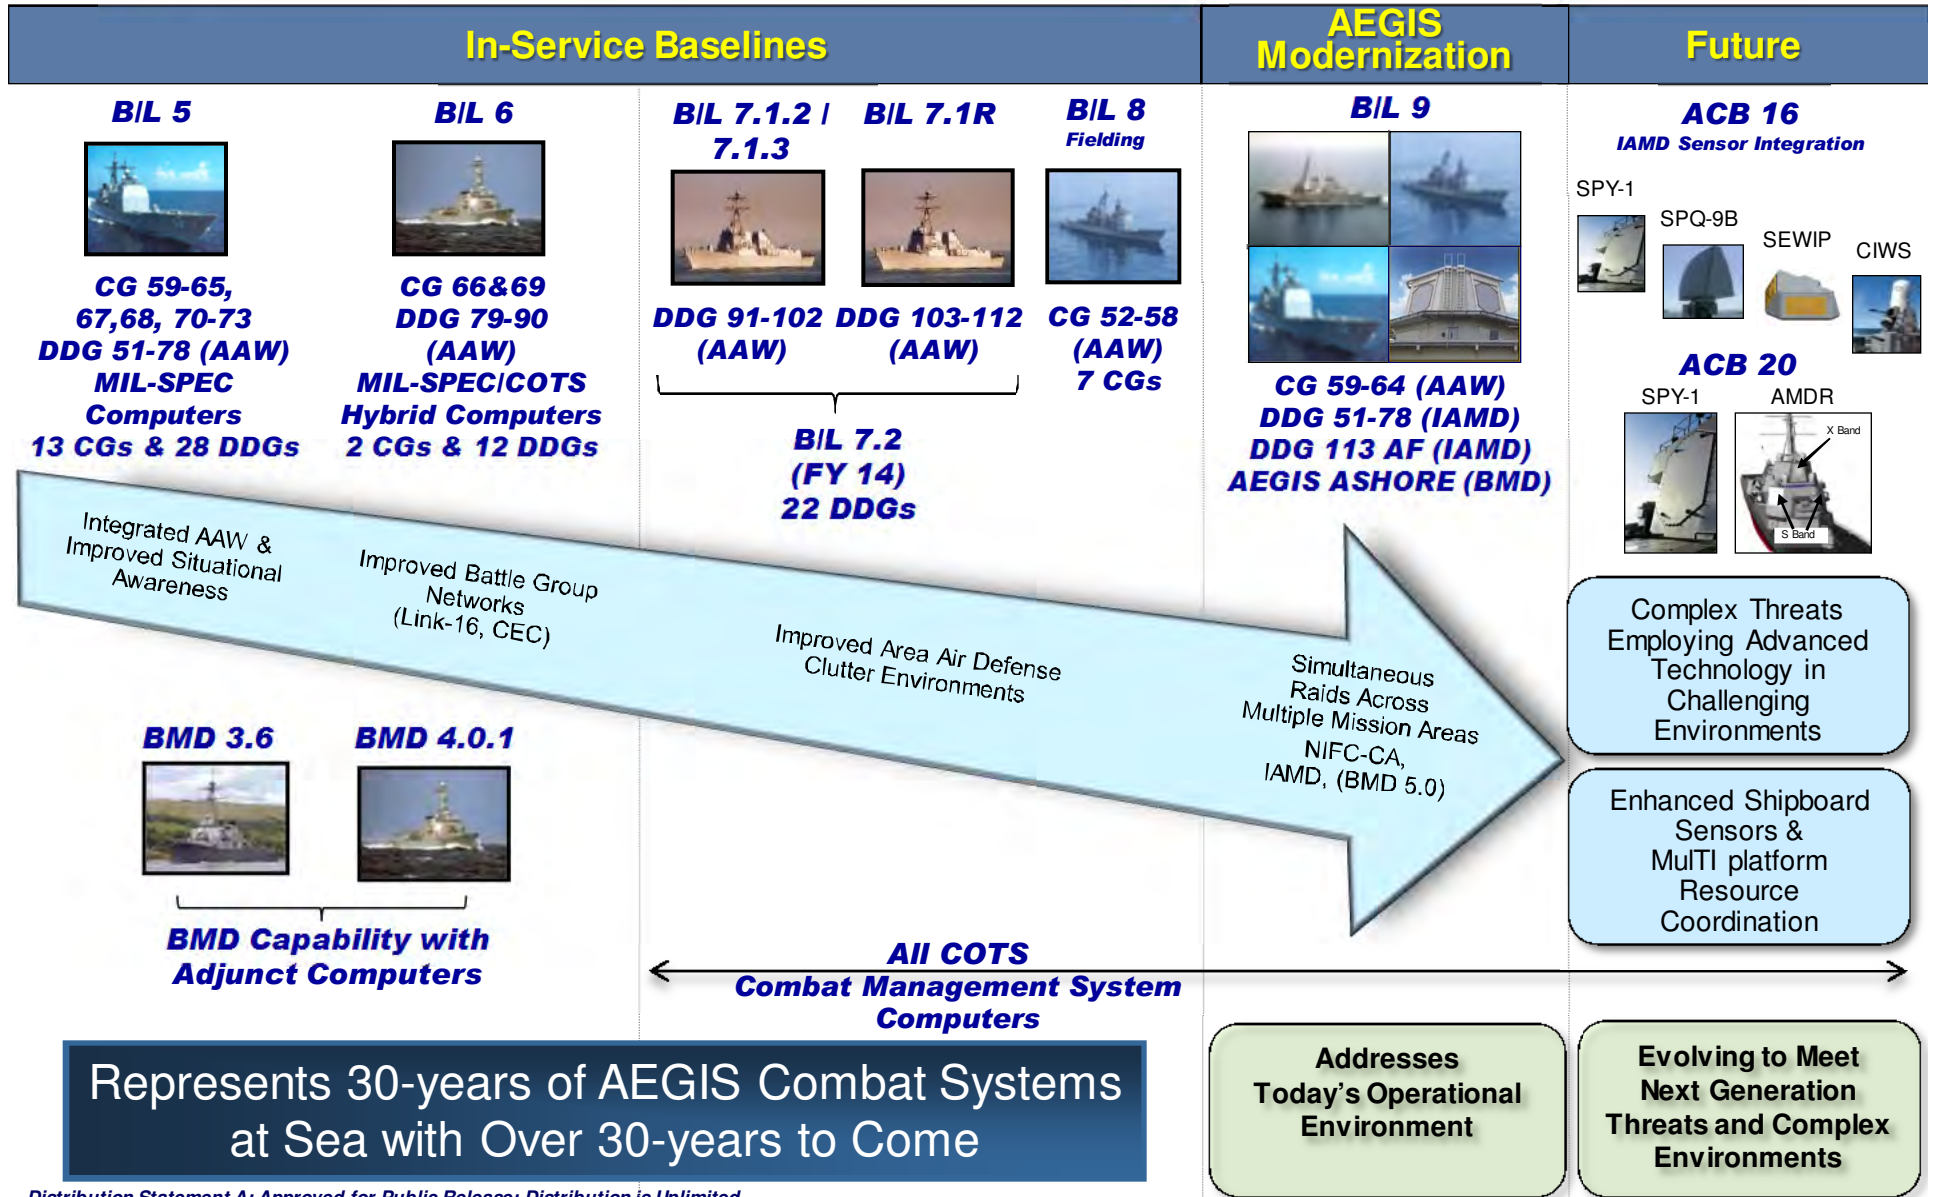 In-Service Baselines
AEGIS
Modernization
Future
B/L 5
CG 59-65,
67,68, 70-73
DDG 51-78 (AAW)
MIL-SPEC
Computers
13 CGs & 28 DDGs
B/L 6
CG 66&69
DDG 79-90
(AAW)
MIL-SPEC/COTS
Hybrid Computers
2 CGs & 12 DDGs
B/L 7.1.2 /
7.1.3
DDG 91-102
(AAW)
B/L 7.1R
DDG 103-112
(AAW)
B/L 7.2
(FY 14)
22 DDGs
B/L 8
Fielding
CG 52-58
(AAW)
7 CGs
B/L 9
CG 59-64 (AAW)
DDG 51-78 (IAMD)
DDG 113 AF (IAMD)
AEGIS ASHORE (BMD)
ACB 16
IAMD Sensor Integration
SPY-1
SPQ-9B
SEWIP
CIWS
ACB 20
SPY-1
AMDR
X Band
S Band
Integrated AAW &
Improved Situational
Awareness
Improved Battle Group
Networks
(Link-16, CEC)
Improved Area Air Defense
Clutter Environments
Simultaneous
Raids Across
Multiple Mission Areas
NIFC-CA,
IAMD, (BMD 5.0)
Complex Threats
Employing Advanced
Technology in
Challenging
Environments
Enhanced Shipboard
Sensors &
MulTI platform
Resource
Coordination
BMD 3.6
BMD 4.0.1
BMD Capability with
Adjunct Computers
All COTS
Combat Management System
Computers
Represents 30-years of AEGIS Combat Systems
at Sea with Over 30-years to Come
Addresses
Today's Operational
Environment
Evolving to Meet
Next Generation
Threats and Complex
Environments
Distribution Statement A: Approved for Public Release; Distribution is Unlimited